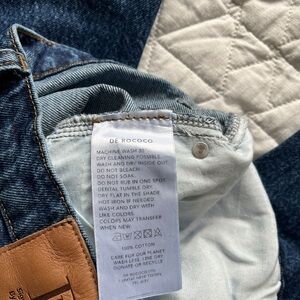 DE ROCOCO
MACHINE WASH 30°
DRY CLEANING POSSIBLE
WASH AND DRY INSIDE OUT
DO NOT BLEACH
DO NOT SOAK
DO NOT RUB IN ONE SPOT
GENTAL TUMBLE DRY
DRY FLAT IN THE SHADE
HOT IRON IF NEEDED
WASH AND DRY WITH
LIKE COLORS
COLORS MAY TRANSFER
WHEN NEW
100% COTTON
CARE FOR OUR PLANET
WASH LESS, LINE DRY,
DONATE OR RECYCLE